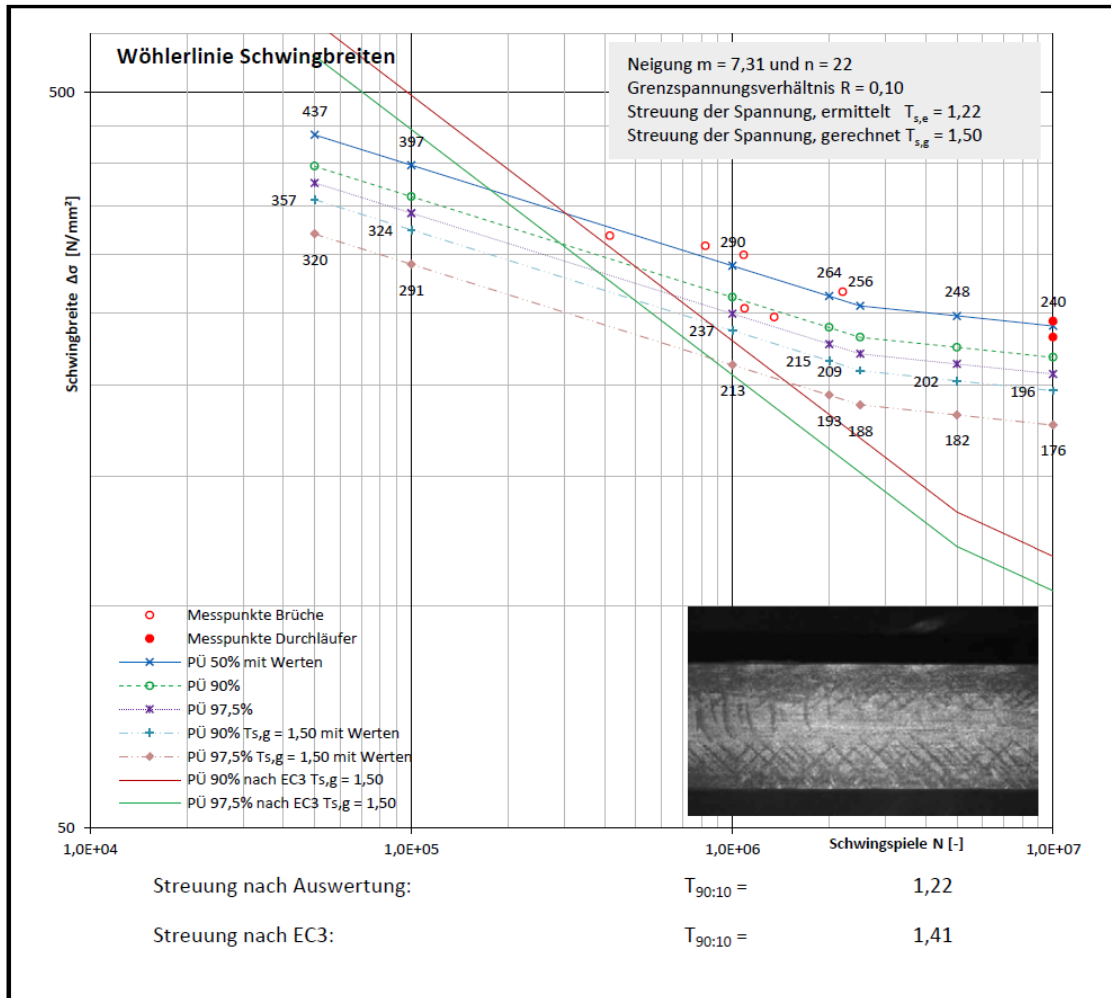 Wöhlerlinie Schwingbreiten
Neigung m = 7,31 und n = 22
Grenzspannungsverhältnis R = 0,10
Streuung der Spannung, ermittelt T s,e = 1,22
Streuung der Spannung, gerechnet T s,g = 1,50
Schwingbreite Δσ [N/mm²]
500
437
397
357
324
320
291
290
264
256
248
240
237
215
209
202
196
213
193
188
182
176
Messpunkte Brüche
Messpunkte Durchläufer
PÜ 50% mit Werten
PÜ 90%
PÜ 97,5%
PÜ 90% Ts,g = 1,50 mit Werten
PÜ 97,5% Ts,g = 1,50 mit Werten
PÜ 90% nach EC3 Ts,g = 1,50
PÜ 97,5% nach EC3 Ts,g = 1,50
50
1,0E+04
1,0E+05
1,0E+06
Schwingspiele N [-]
1,0E+07
Streuung nach Auswertung: T90:10 = 1,22
Streuung nach EC3: T90:10 = 1,41